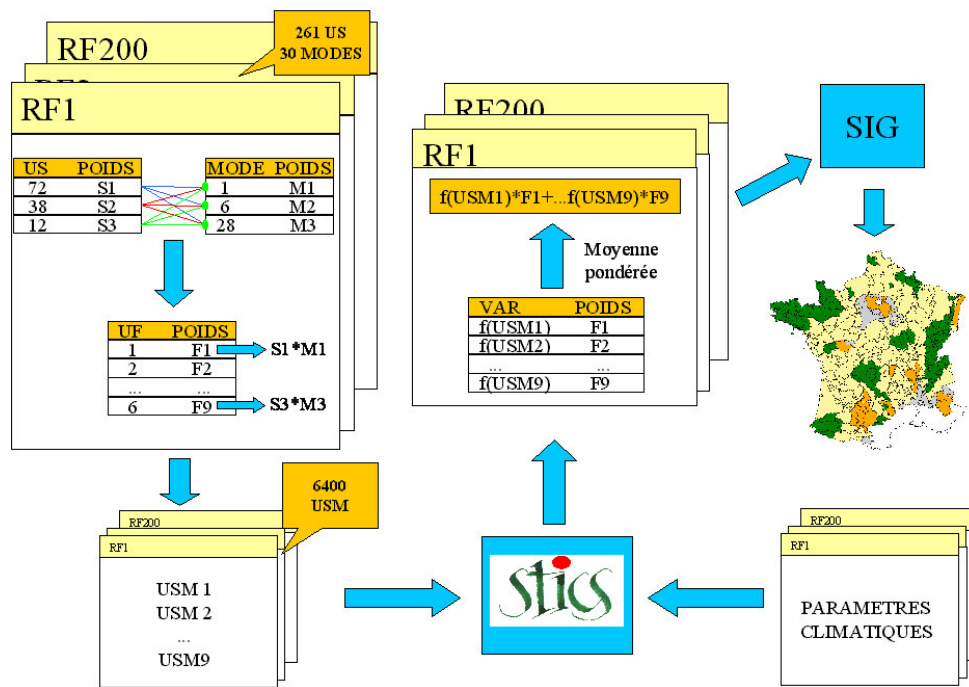 261 US
30 MODES
RF200
RF1
US POIDS
72 S1
38 S2
12 S3
MODE POIDS
1 M1
6 M2
28 M3
UF POIDS
1 F1
2 F2
... ...
6 F9
S1*M1
S3*M3
RF200
RF1
f(USM1)*F1+...f(USM9)*F9
Moyenne
pondérée
VAR POIDS
f(USM1) F1
f(USM2) F2
... ...
f(USM9) F9
SIG
6400
USM
RF200
RF1
USM 1
USM 2
...
USM9
stics
RF200
RF1
PARAMETRES
CLIMATIQUES